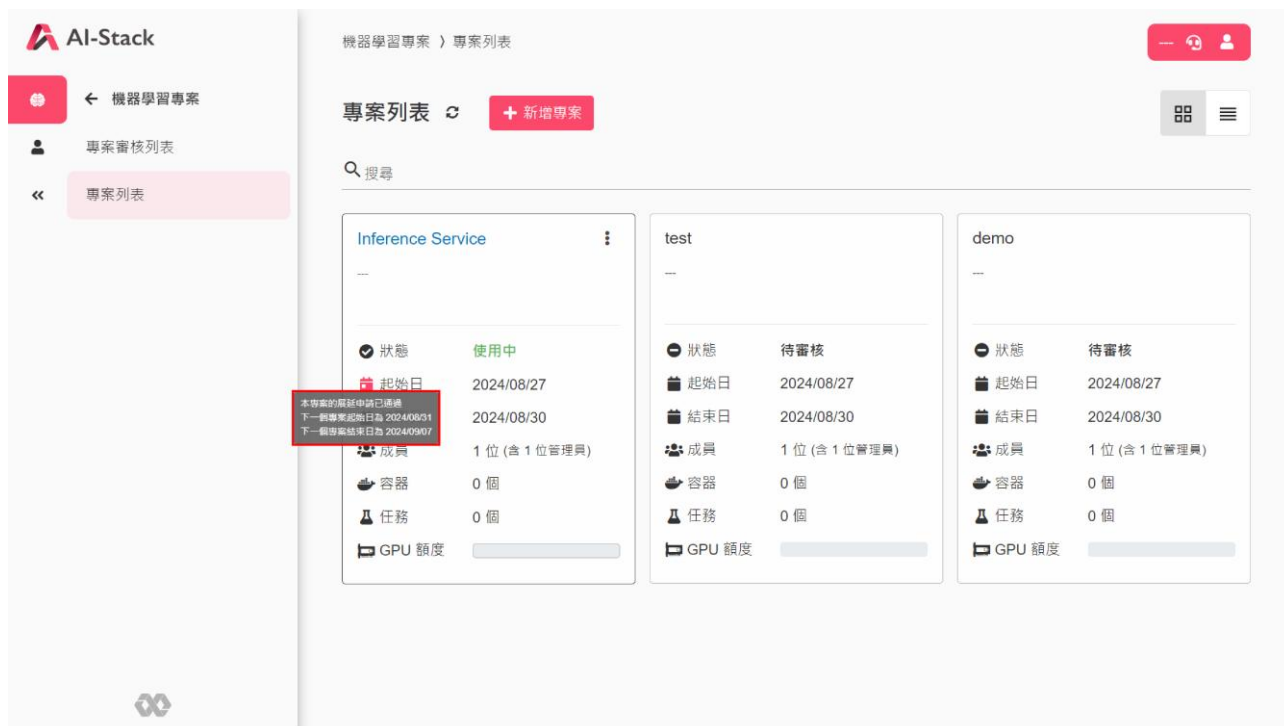 AI-Stack
機器學習專案
專案審核列表
專案列表
機器學習專案 〉專案列表
---
專案列表
新增專案
搜尋
Inference Service
---
狀態 使用中
起始日 2024/08/27
2024/08/30
成員 1 位 (含 1 位管理員)
容器 0 個
任務 0 個
GPU 額度
本專案的展延申請已通過
下一個專案起始日為 2024/08/31
下一個專案結束日為 2024/09/07
test
---
狀態 待審核
起始日 2024/08/27
結束日 2024/08/30
成員 1 位 (含 1 位管理員)
容器 0 個
任務 0 個
GPU 額度
demo
---
狀態 待審核
起始日 2024/08/27
結束日 2024/08/30
成員 1 位 (含 1 位管理員)
容器 0 個
任務 0 個
GPU 額度